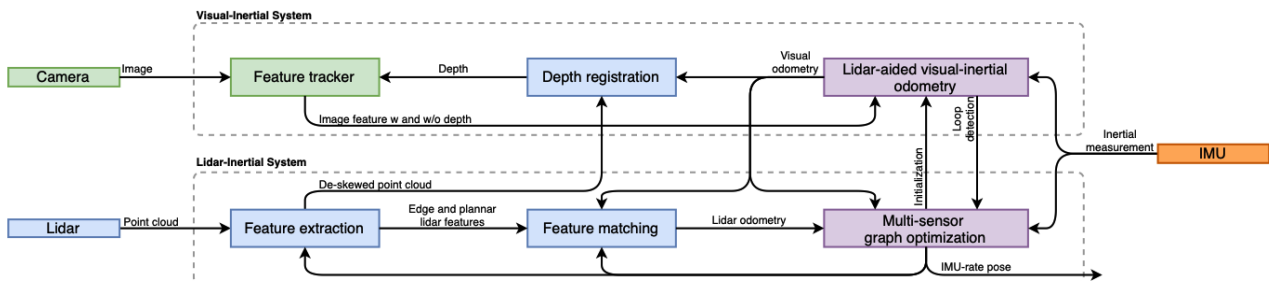 Visual-Inertial System
Camera
Image
Feature tracker
Depth
Depth registration
Visual
odometry
Lidar-aided visual-inertial
odometry
Image feature w and w/o depth
Loop
detection
Inertial
measurement
IMU
Initialization
Lidar-Inertial System
De-skewed point cloud
Lidar
Point cloud
Feature extraction
Edge and plannar
lidar features
Feature matching
Lidar odometry
Multi-sensor
graph optimization
IMU-rate pose